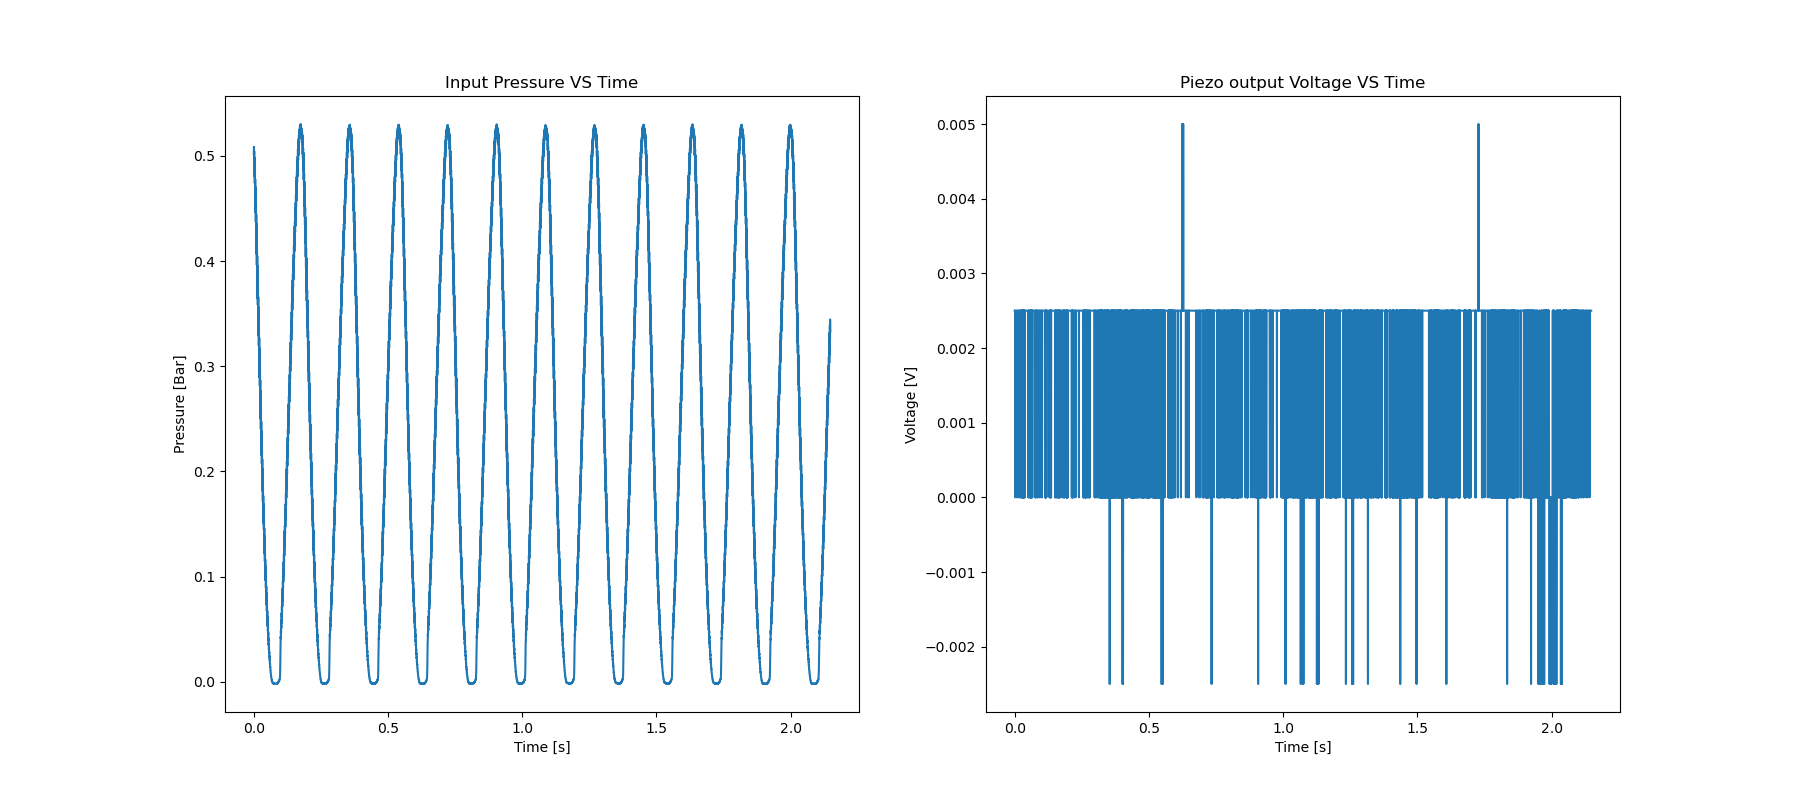 Input Pressure VS Time
Pressure [Bar]
0.5
0.4
0.3
0.2
0.1
0.0
0.0 0.5 1.0 1.5 2.0
Time [s]
Piezo output Voltage VS Time
Voltage [V]
0.005
0.004
0.003
0.002
0.001
0.000
−0.001
−0.002
0.0 0.5 1.0 1.5 2.0
Time [s]